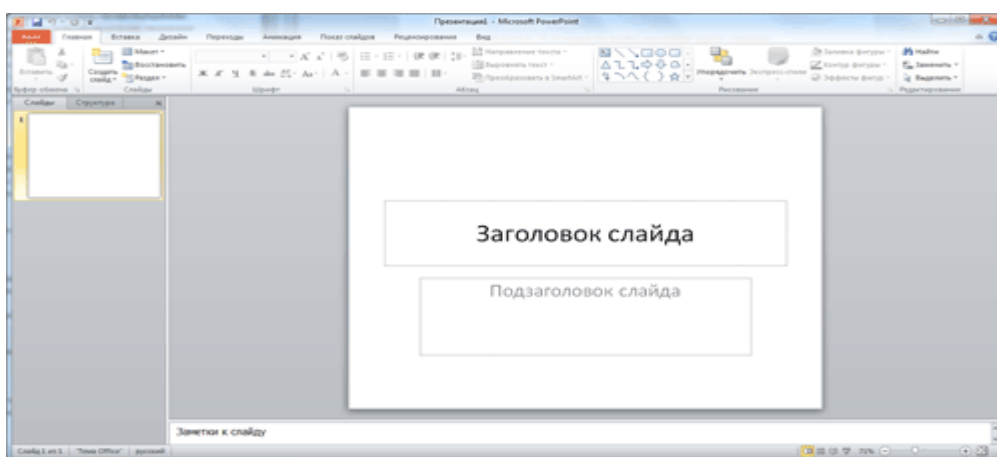 Презентация1 - Microsoft PowerPoint
Файл Главная Вставка Дизайн Переходы Анимация Показ слайдов Рецензирование Вид
Вставить
Создать слайд
Макет
Восстановить
Раздел
Направление текста
Выровнять текст
Преобразовать в SmartArt
Упорядочить Экспресс-стили
Заливка фигуры
Контур фигуры
Эффекты фигур
Найти
Заменить
Выделить
Буфер обмена Слайды Шрифт Абзац Рисование Редактирование
Слайды Структура
1
Заголовок слайда
Подзаголовок слайда
Заметки к слайду
Слайд 1 из 1 "Тема Office" русский